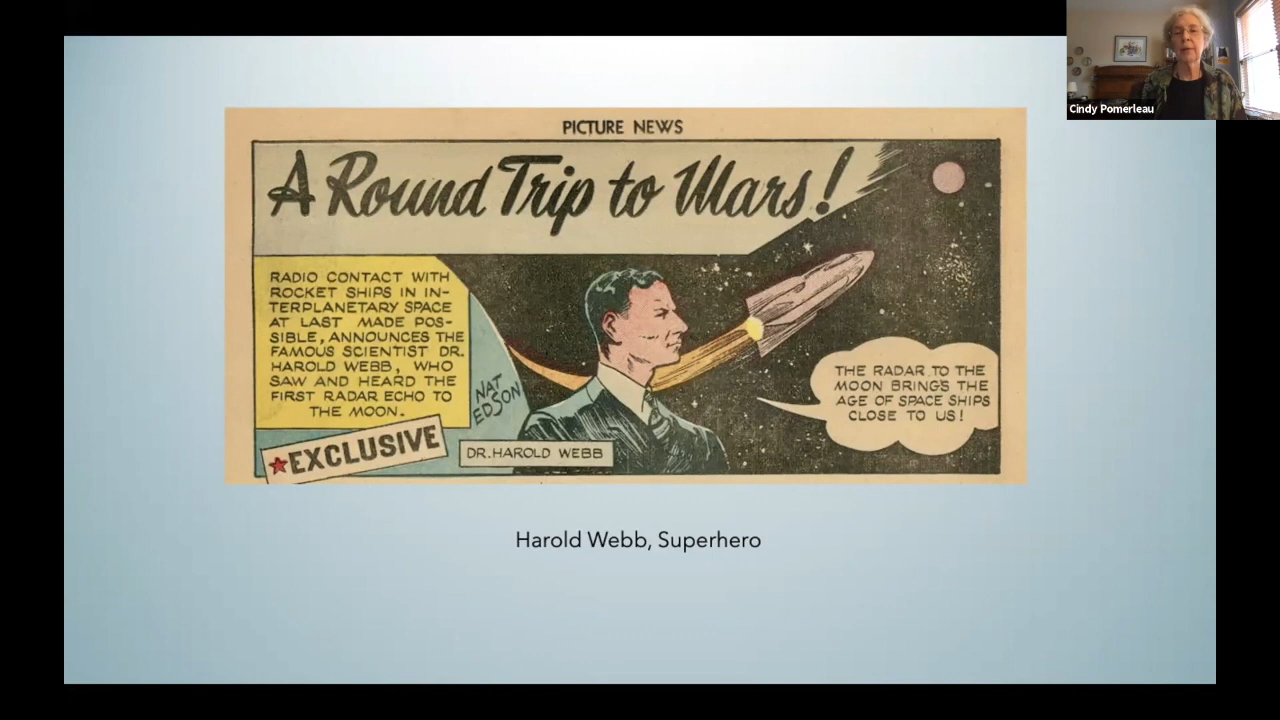 Cindy Pomerleau
PICTURE NEWS
A Round Trip to Mars!
RADIO CONTACT WITH
ROCKET SHIPS IN IN-
TERPLANETARY SPACE
AT LAST MADE POS-
SIBLE, ANNOUNCES THE
FAMOUS SCIENTIST DR.
HAROLD WEBB, WHO
SAW AND HEARD THE
FIRST RADAR ECHO TO
THE MOON.
NAT
EDSON
★EXCLUSIVE
DR. HAROLD WEBB
THE RADAR TO THE
MOON BRINGS THE
AGE OF SPACE SHIPS
CLOSE TO US!
Harold Webb, Superhero